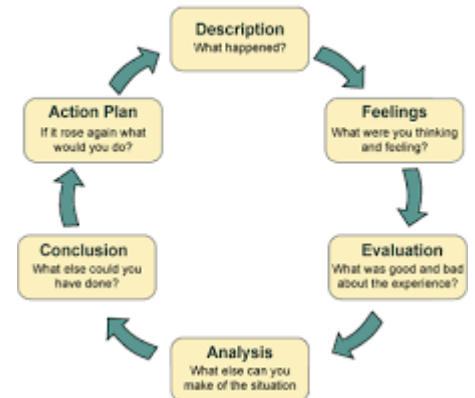 Description
What happened?
Feelings
What were you thinking
and feeling?
Evaluation
What was good and bad
about the experience?
Analysis
What else can you
make of the situation
Conclusion
What else could you
have done?
Action Plan
If it rose again what
would you do?